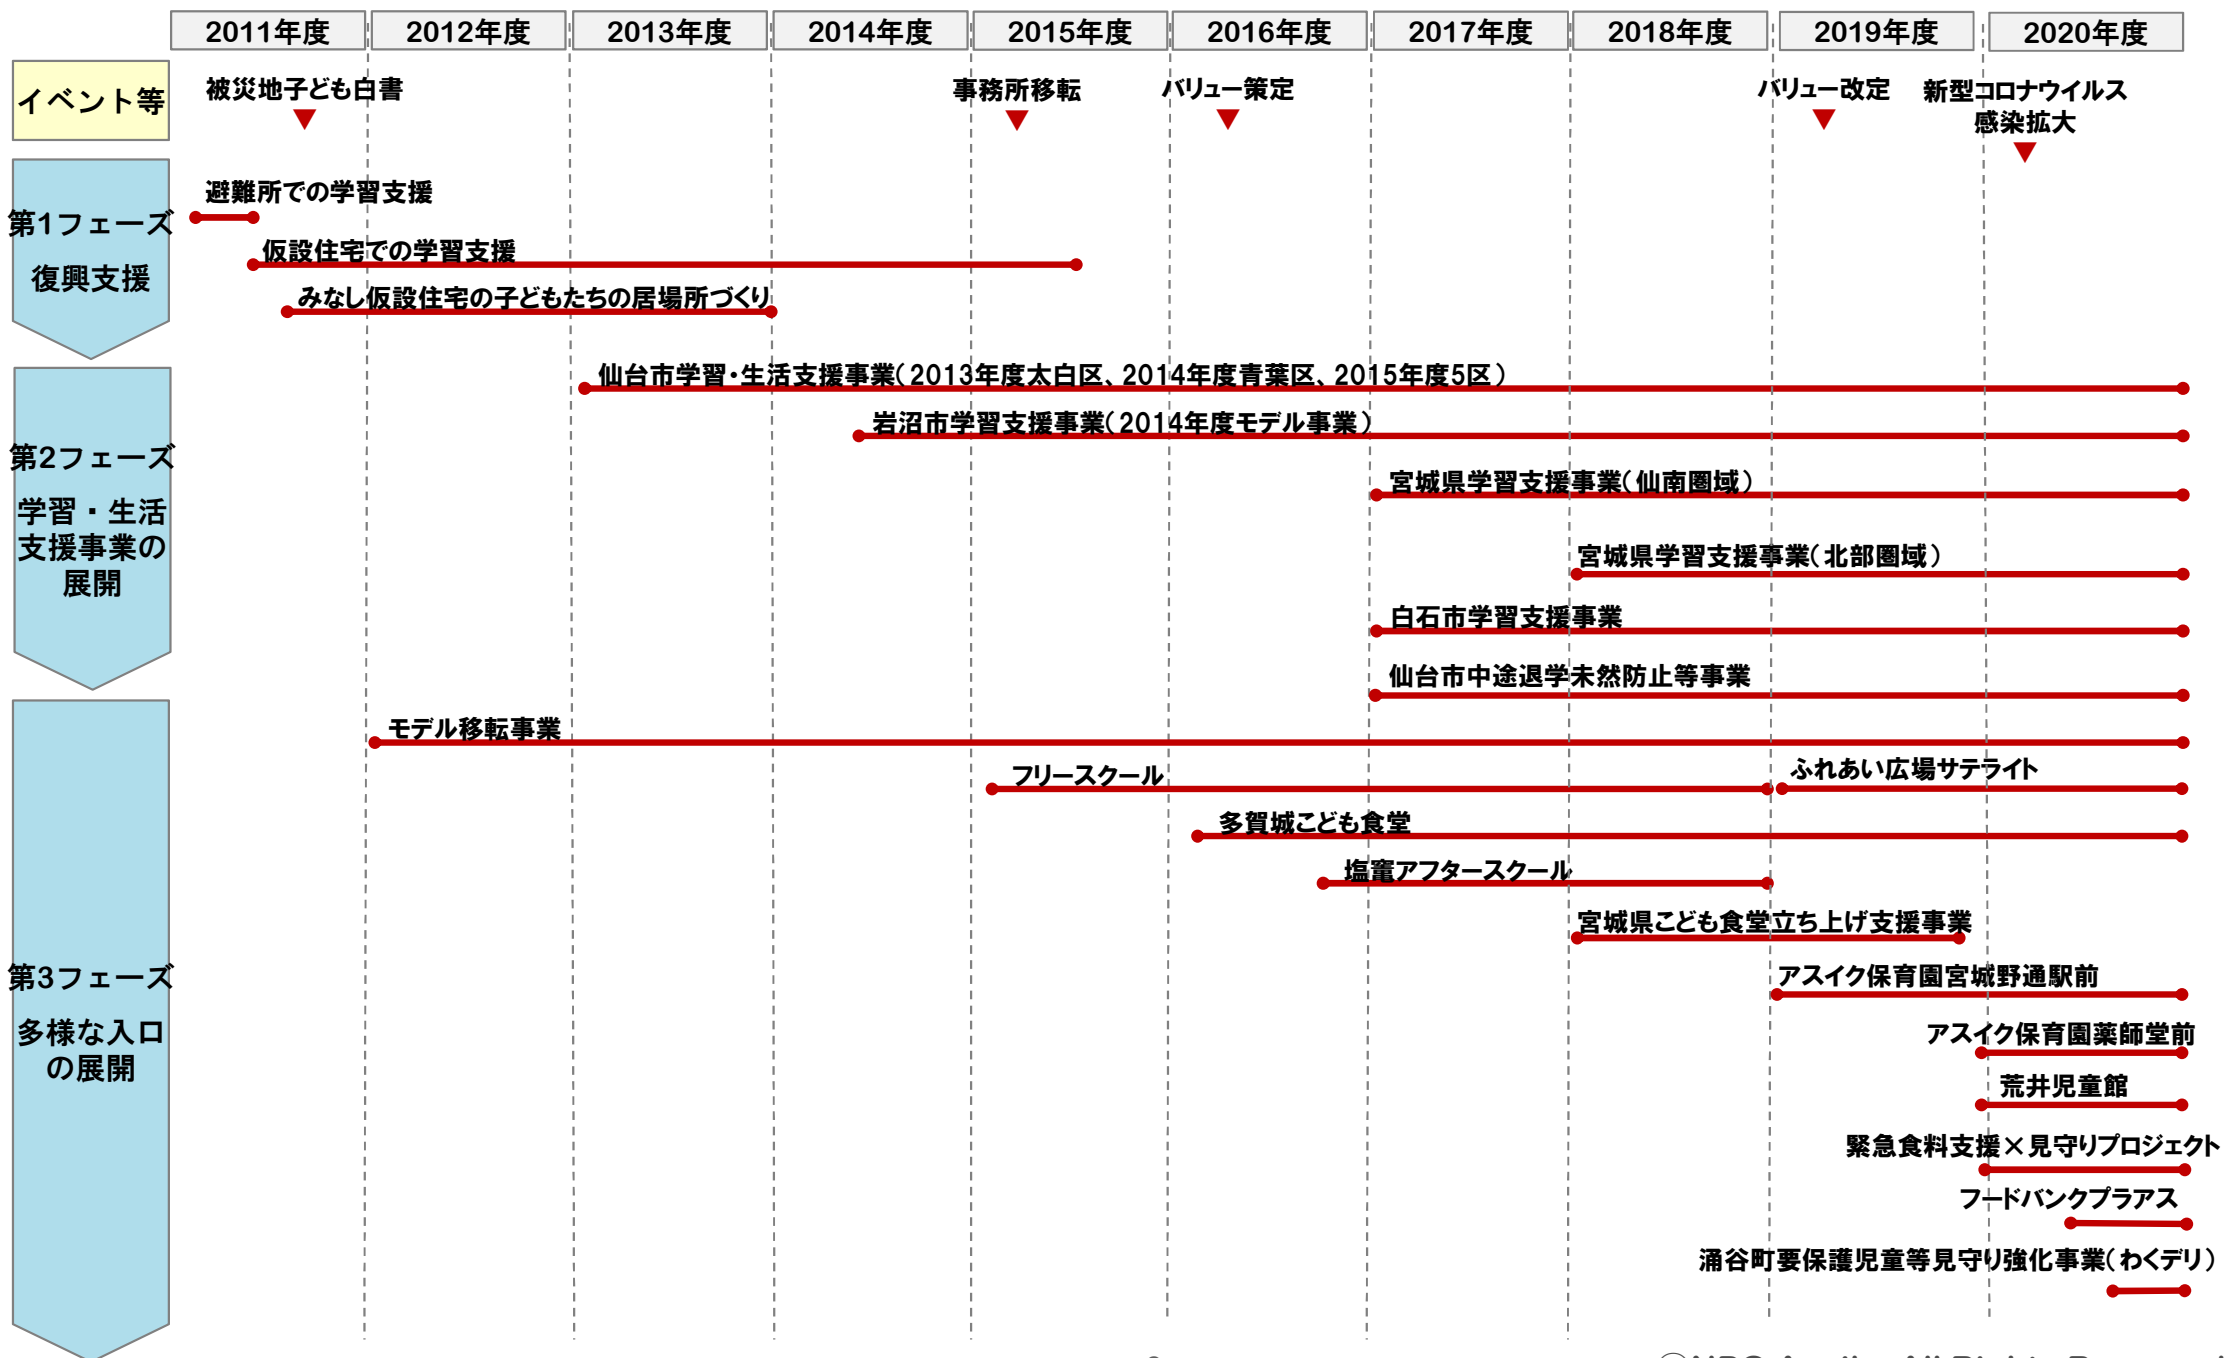 2011年度 2012年度 2013年度 2014年度 2015年度 2016年度 2017年度 2018年度 2019年度 2020年度
イベント等
被災地子ども白書
事務所移転
バリュー策定
バリュー改定
新型コロナウイルス
感染拡大
第1フェーズ
復興支援
避難所での学習支援
仮設住宅での学習支援
みなし仮設住宅の子どもたちの居場所づくり
第2フェーズ
学習・生活
支援事業の
展開
仙台市学習・生活支援事業(2013年度太白区、2014年度青葉区、2015年度5区)
岩沼市学習支援事業(2014年度モデル事業)
宮城県学習支援事業(仙南圏域)
宮城県学習支援事業(北部圏域)
白石市学習支援事業
仙台市中途退学未然防止等事業
第3フェーズ
多様な入口
の展開
モデル移転事業
フリースクール
ふれあい広場サテライト
多賀城こども食堂
塩竈アフタースクール
宮城県こども食堂立ち上げ支援事業
アスイク保育園宮城野通駅前
アスイク保育園薬師堂前
荒井児童館
緊急食料支援×見守りプロジェクト
フードバンクプラアス
涌谷町要保護児童等見守り強化事業(わくデリ)